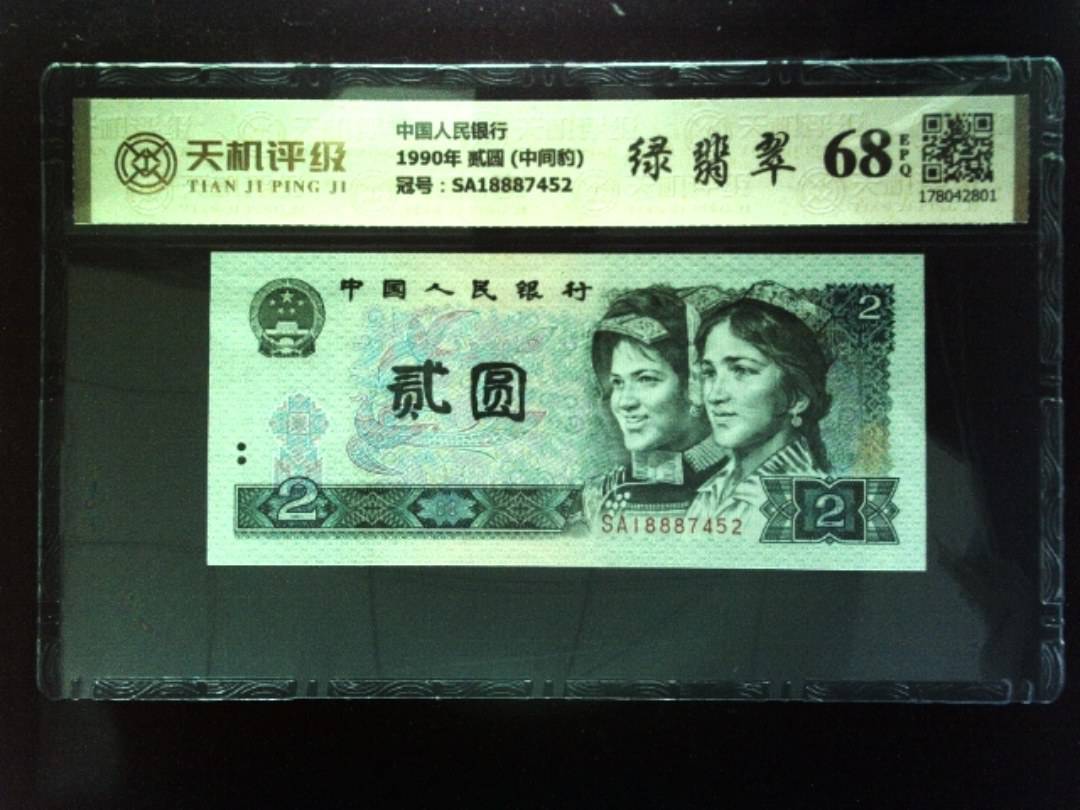 天机评级
TIAN JI PING JI
中国人民银行
1990年 贰圆 (中间豹)
冠号：SA18887452
绿翡翠
68
EPQ
178042801
中国人民银行
2
贰圆
2
SA18887452
2